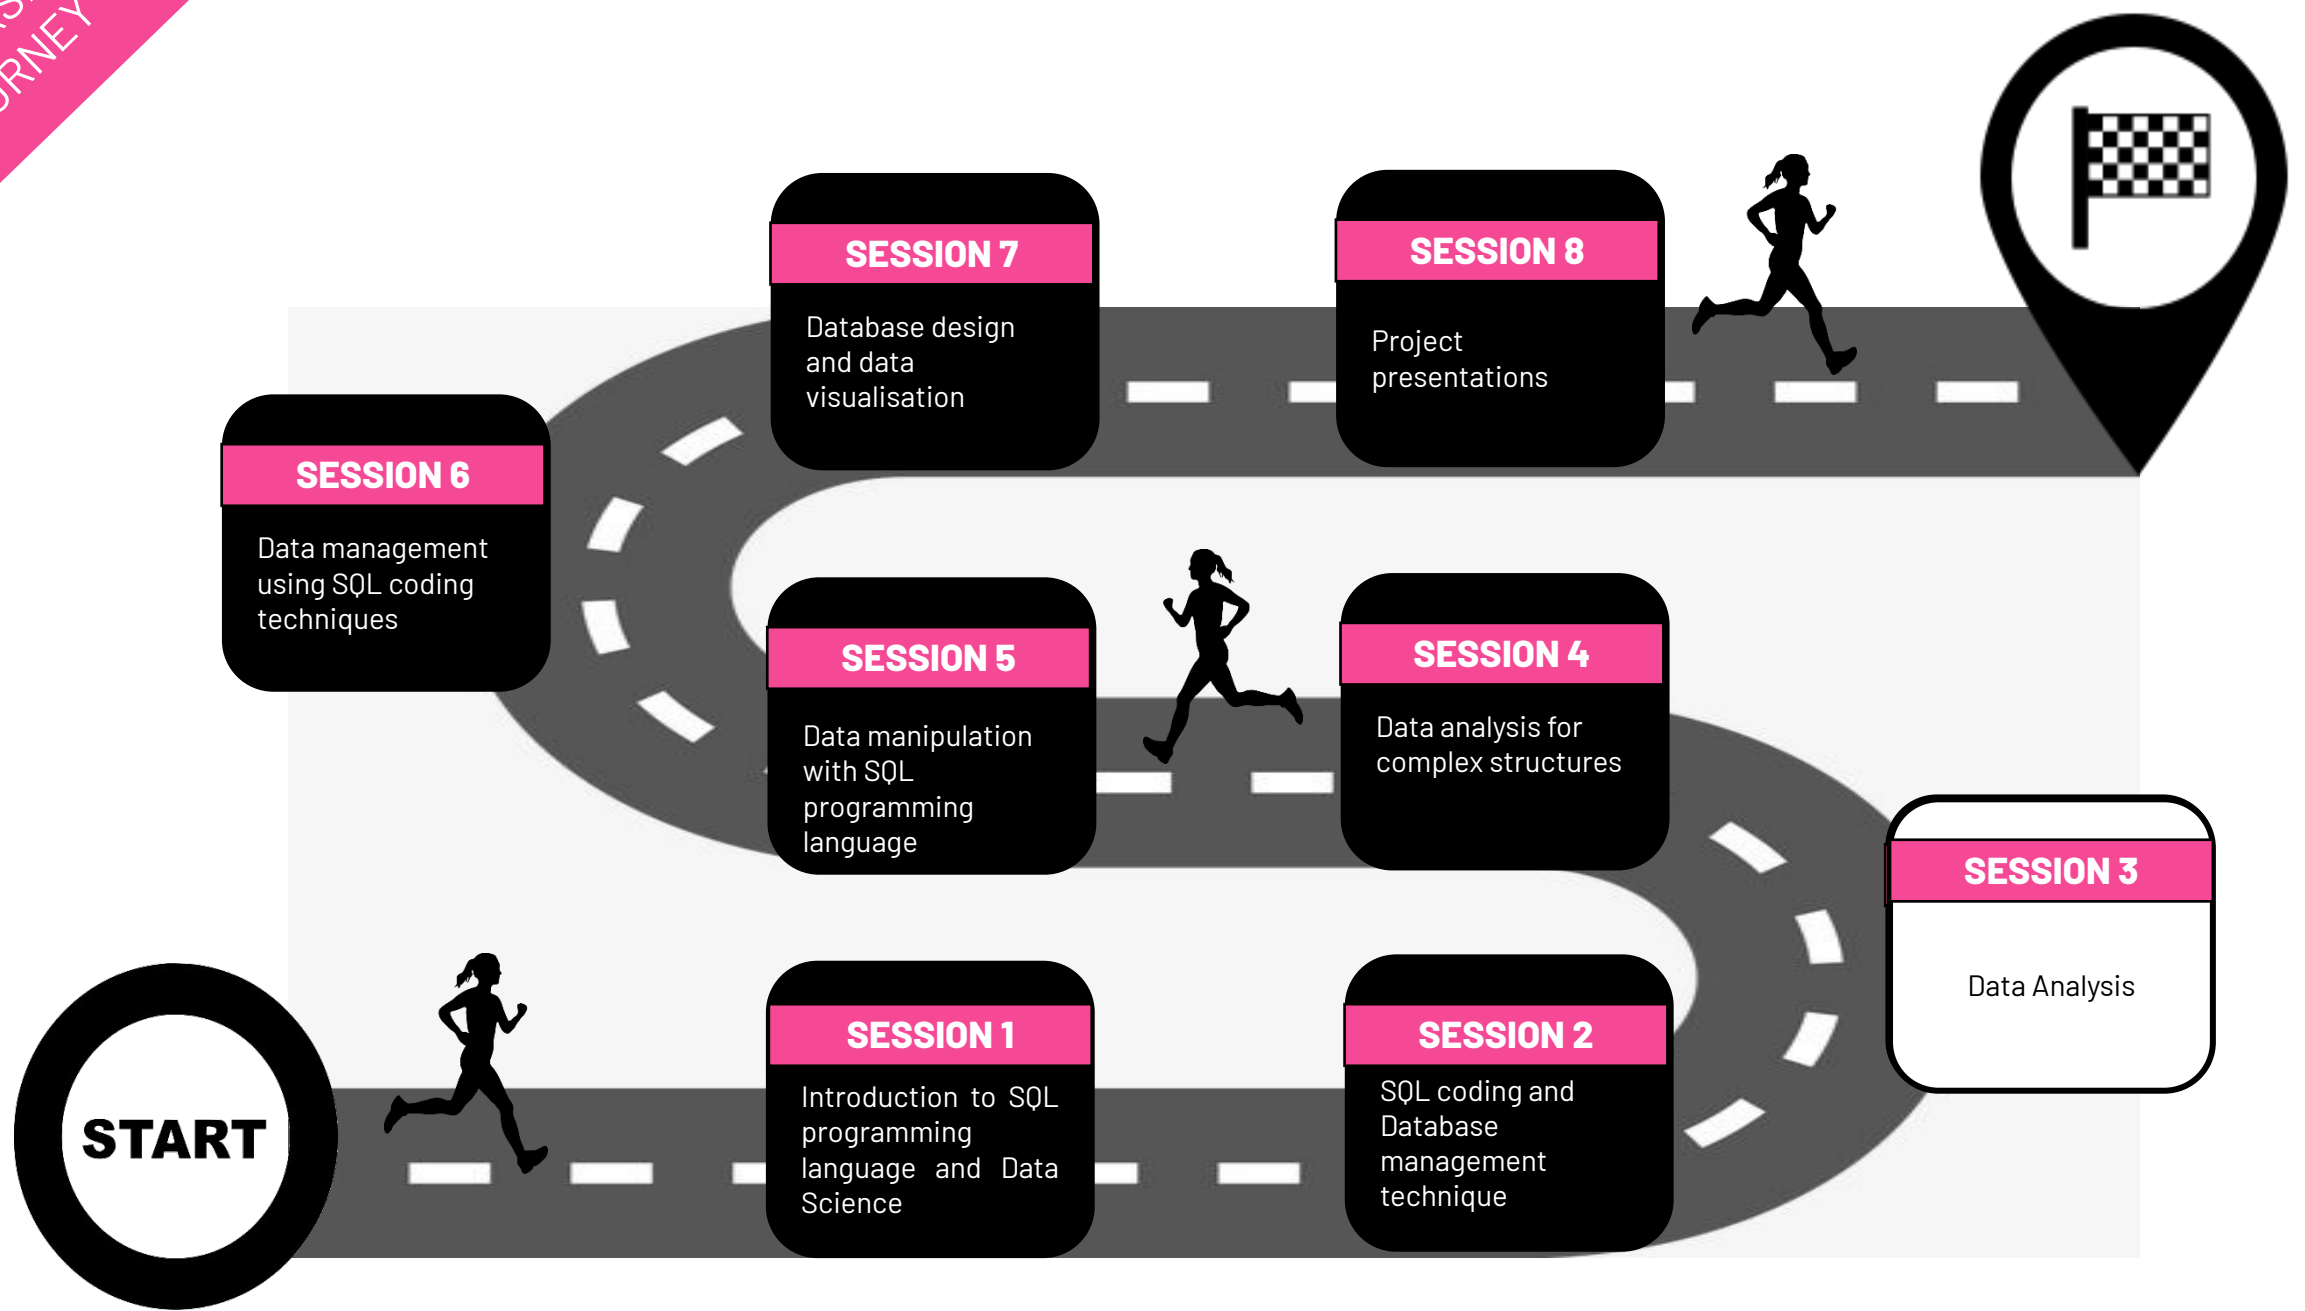 START
SESSION 1
Introduction to SQL
programming
language and Data
Science
SESSION 2
SQL coding and
Database
management
technique
SESSION 3
Data Analysis
SESSION 4
Data analysis for
complex structures
SESSION 5
Data manipulation
with SQL
programming
language
SESSION 6
Data management
using SQL coding
techniques
SESSION 7
Database design
and data
visualisation
SESSION 8
Project
presentations